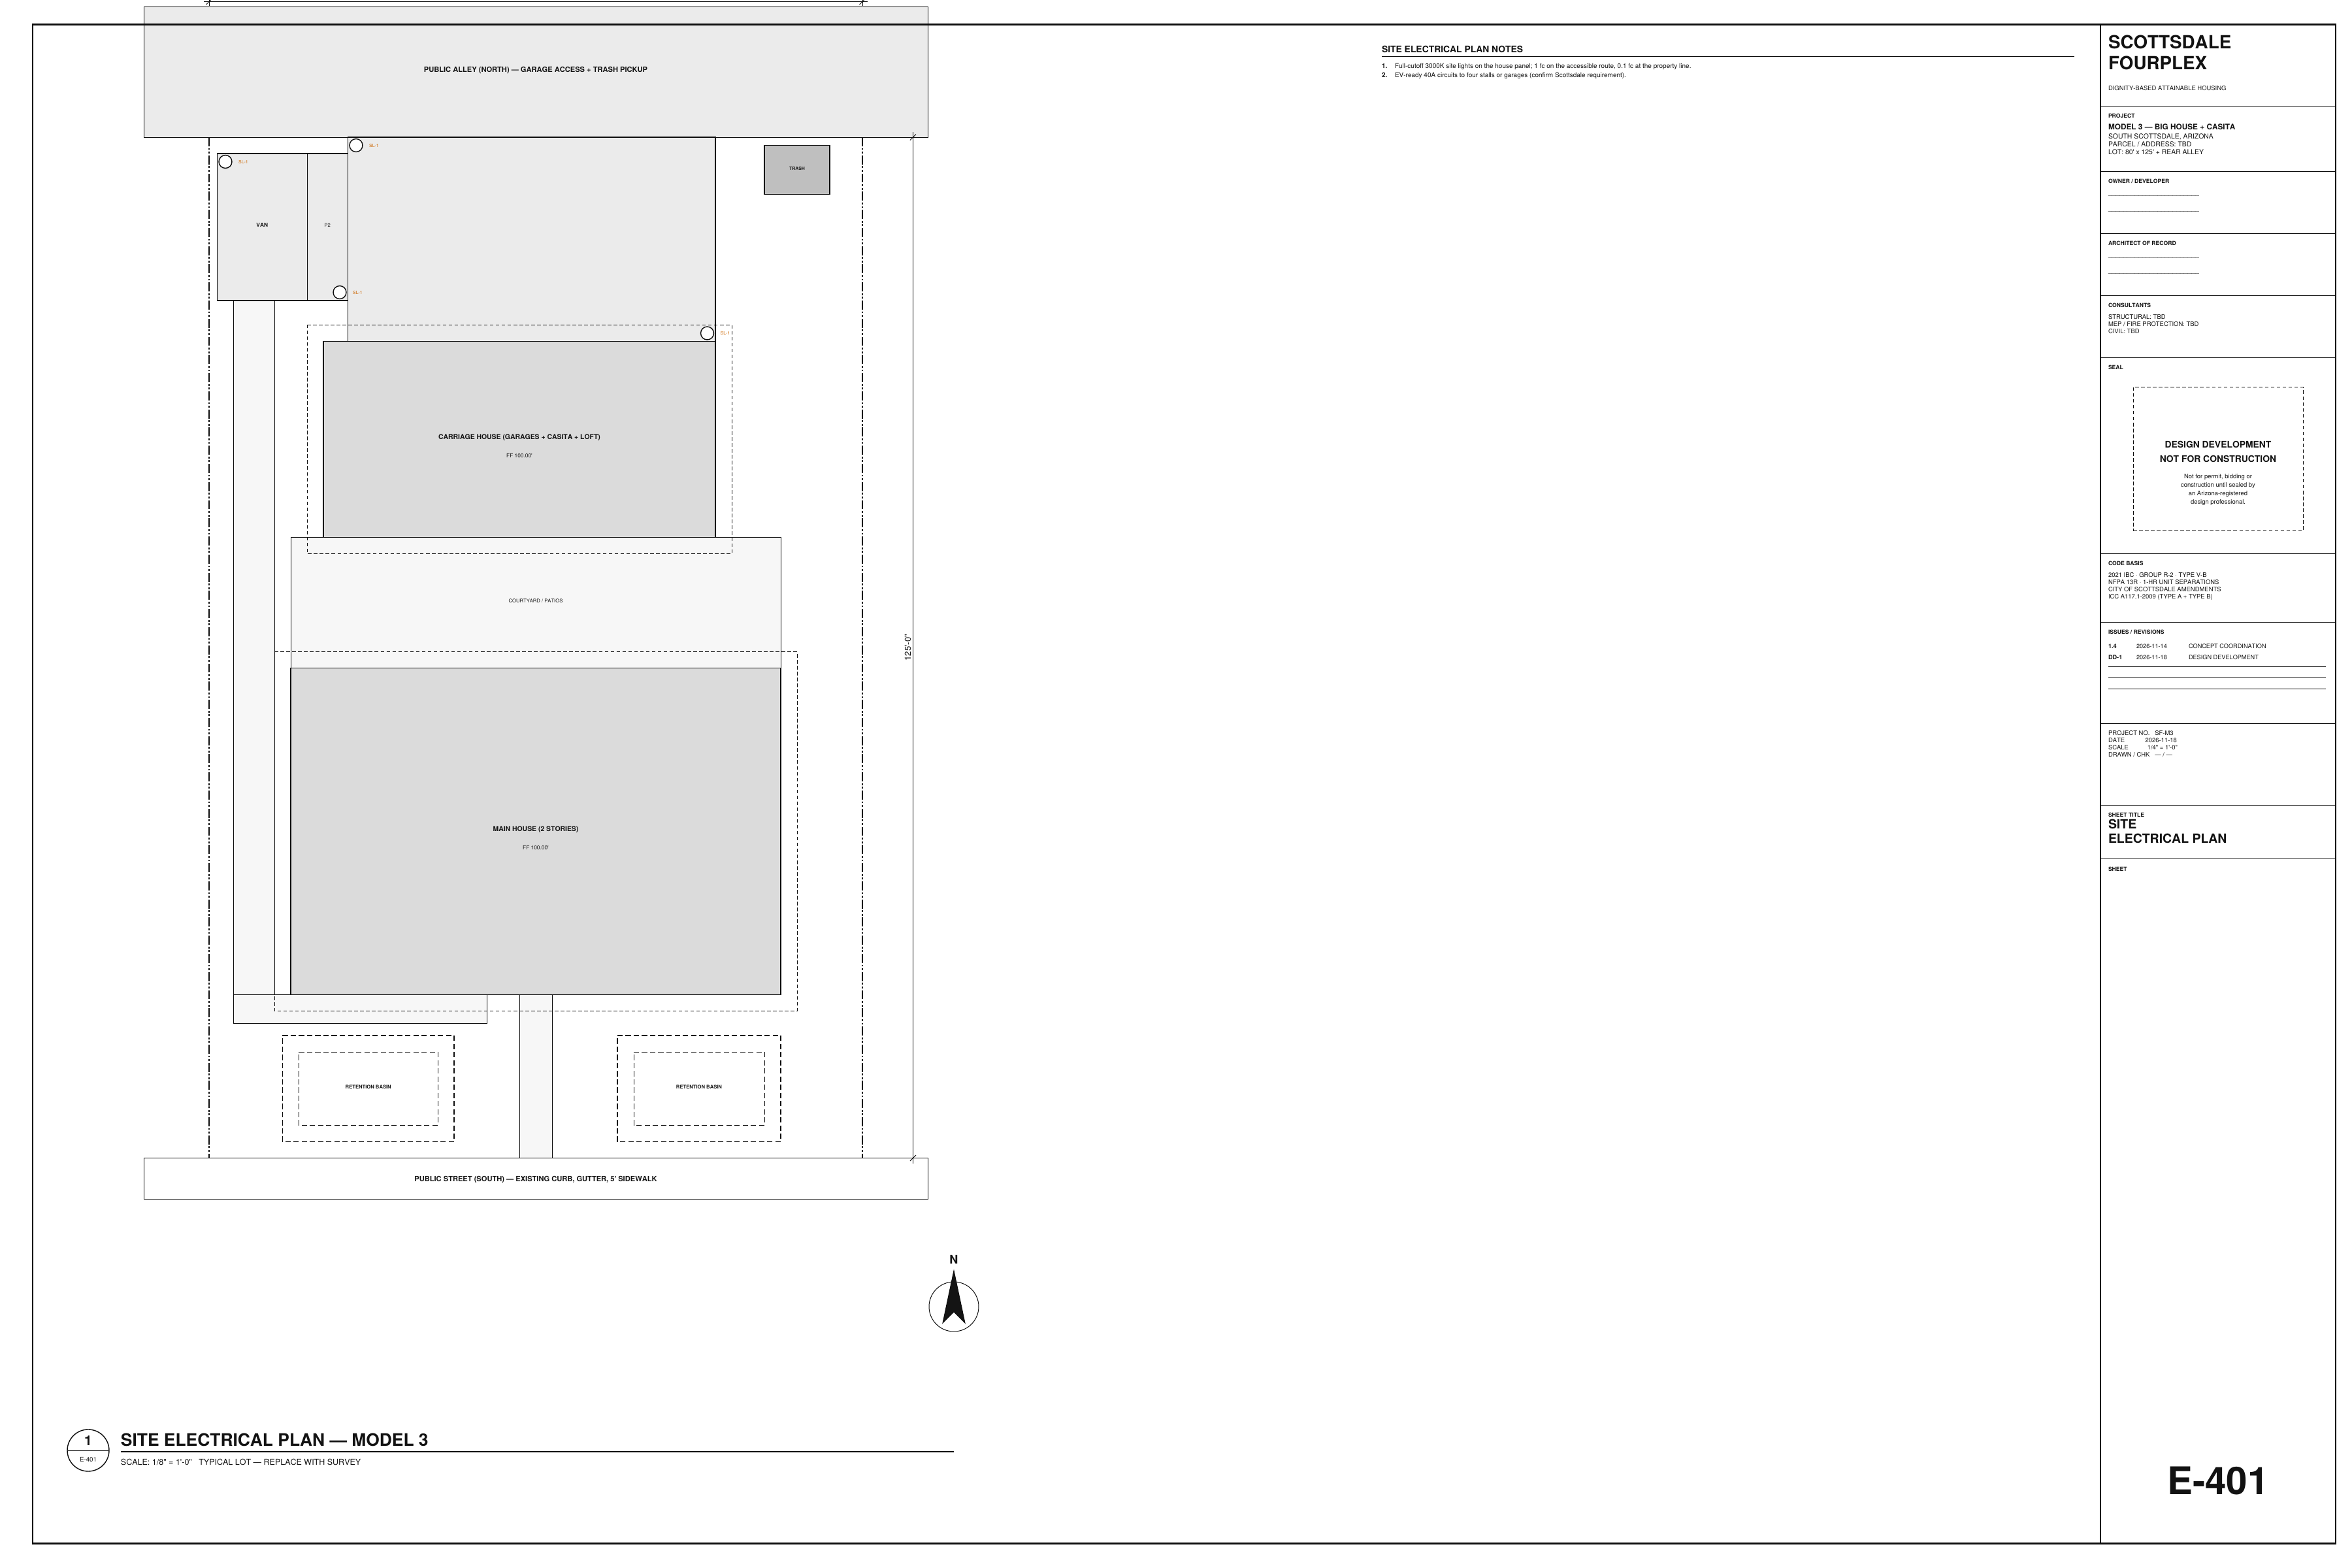 PUBLIC ALLEY (NORTH) — GARAGE ACCESS + TRASH PICKUP
SL-1
SL-1
TRASH
VAN
P2
SL-1
SL-1
CARRIAGE HOUSE (GARAGES + CASITA + LOFT)
FF 100.00'
COURTYARD / PATIOS
125'-0"
MAIN HOUSE (2 STORIES)
FF 100.00'
RETENTION BASIN
RETENTION BASIN
PUBLIC STREET (SOUTH) — EXISTING CURB, GUTTER, 5' SIDEWALK
N
1
E-401
SITE ELECTRICAL PLAN — MODEL 3
SCALE: 1/8" = 1'-0" TYPICAL LOT — REPLACE WITH SURVEY
SITE ELECTRICAL PLAN NOTES
1. Full-cutoff 3000K site lights on the house panel; 1 fc on the accessible route, 0.1 fc at the property line.
2. EV-ready 40A circuits to four stalls or garages (confirm Scottsdale requirement).
SCOTTSDALE
FOURPLEX
DIGNITY-BASED ATTAINABLE HOUSING
PROJECT
MODEL 3 — BIG HOUSE + CASITA
SOUTH SCOTTSDALE, ARIZONA
PARCEL / ADDRESS: TBD
LOT: 80' x 125' + REAR ALLEY
OWNER / DEVELOPER
ARCHITECT OF RECORD
CONSULTANTS
STRUCTURAL: TBD
MEP / FIRE PROTECTION: TBD
CIVIL: TBD
SEAL
DESIGN DEVELOPMENT
NOT FOR CONSTRUCTION
Not for permit, bidding or
construction until sealed by
an Arizona-registered
design professional.
CODE BASIS
2021 IBC · GROUP R-2 · TYPE V-B
NFPA 13R · 1-HR UNIT SEPARATIONS
CITY OF SCOTTSDALE AMENDMENTS
ICC A117.1-2009 (TYPE A + TYPE B)
ISSUES / REVISIONS
1.4 2026-11-14 CONCEPT COORDINATION
DD-1 2026-11-18 DESIGN DEVELOPMENT
PROJECT NO. SF-M3
DATE 2026-11-18
SCALE 1/4" = 1'-0"
DRAWN / CHK — / —
SHEET TITLE
SITE
ELECTRICAL PLAN
SHEET
E-401